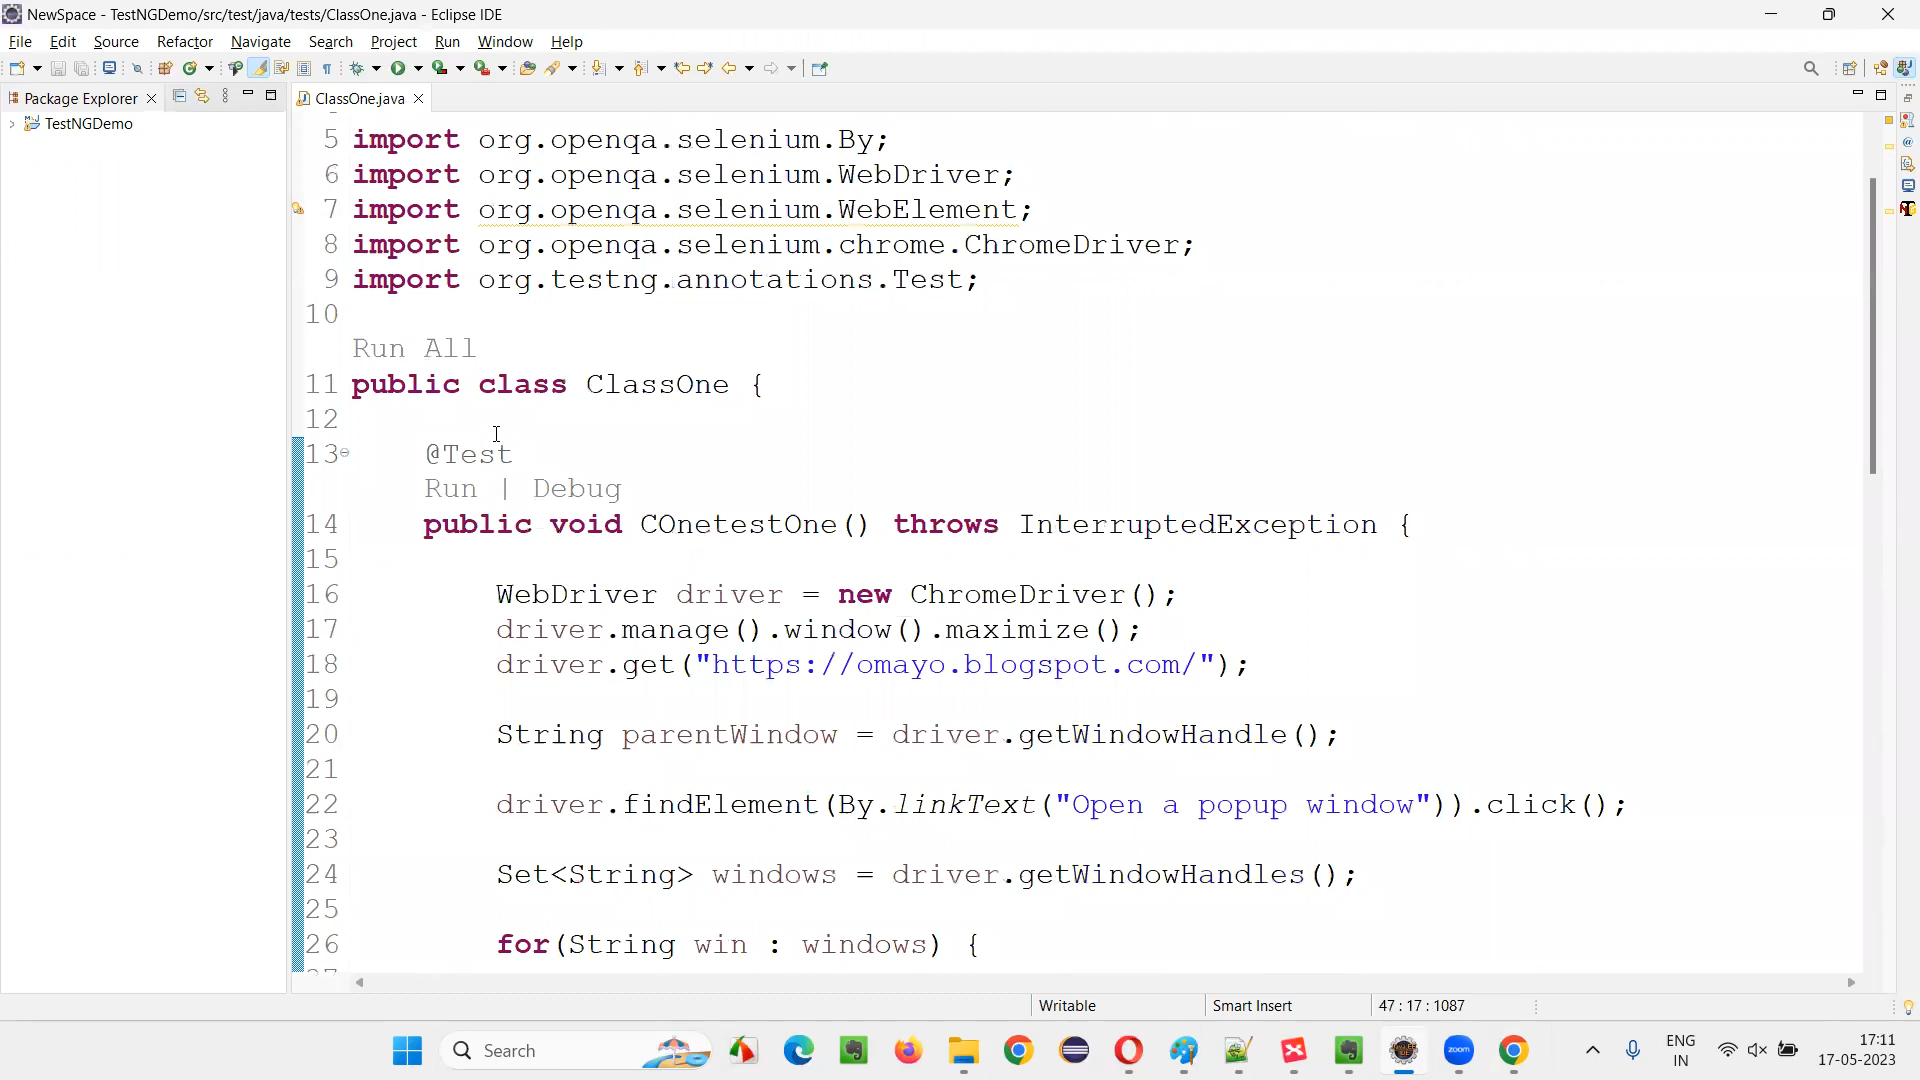 NewSpace - TestNGDemo/src/test/java/tests/ClassOne.java - Eclipse IDE
File Edit Source Refactor Navigate Search Project Run Window Help
Package Explorer
ClassOne.java
TestNGDemo
5 import org.openqa.selenium.By;
6 import org.openqa.selenium.WebDriver;
7 import org.openqa.selenium.WebElement;
8 import org.openqa.selenium.chrome.ChromeDriver;
9 import org.testng.annotations.Test;
10
Run All
11 public class ClassOne {
12
13 @Test
Run | Debug
14 public void COnetestOne() throws InterruptedException {
15
16 WebDriver driver = new ChromeDriver();
17 driver.manage().window().maximize();
18 driver.get("https://omayo.blogspot.com/");
19
20 String parentWindow = driver.getWindowHandle();
21
22 driver.findElement(By.linkText("Open a popup window")).click();
23
24 Set<String> windows = driver.getWindowHandles();
25
26 for(String win : windows) {
Writable Smart Insert 47 : 17 : 1087
Search
zoom
ENG
IN
17:11
17-05-2023